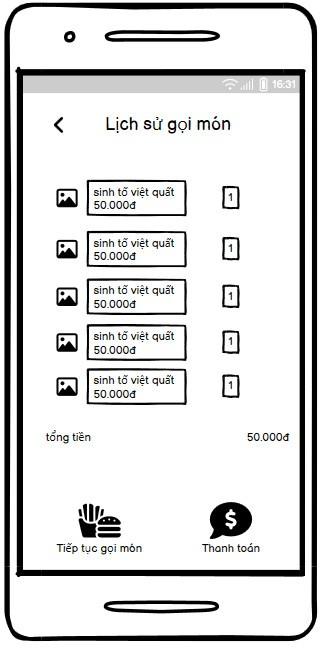 16:31
Lịch sử gọi món
sinh tố việt quất
50.000đ
1
sinh tố việt quất
50.000đ
1
sinh tố việt quất
50.000đ
1
sinh tố việt quất
50.000đ
1
sinh tố việt quất
50.000đ
1
tổng tiền 50.000đ
$
Tiếp tục gọi món Thanh toán